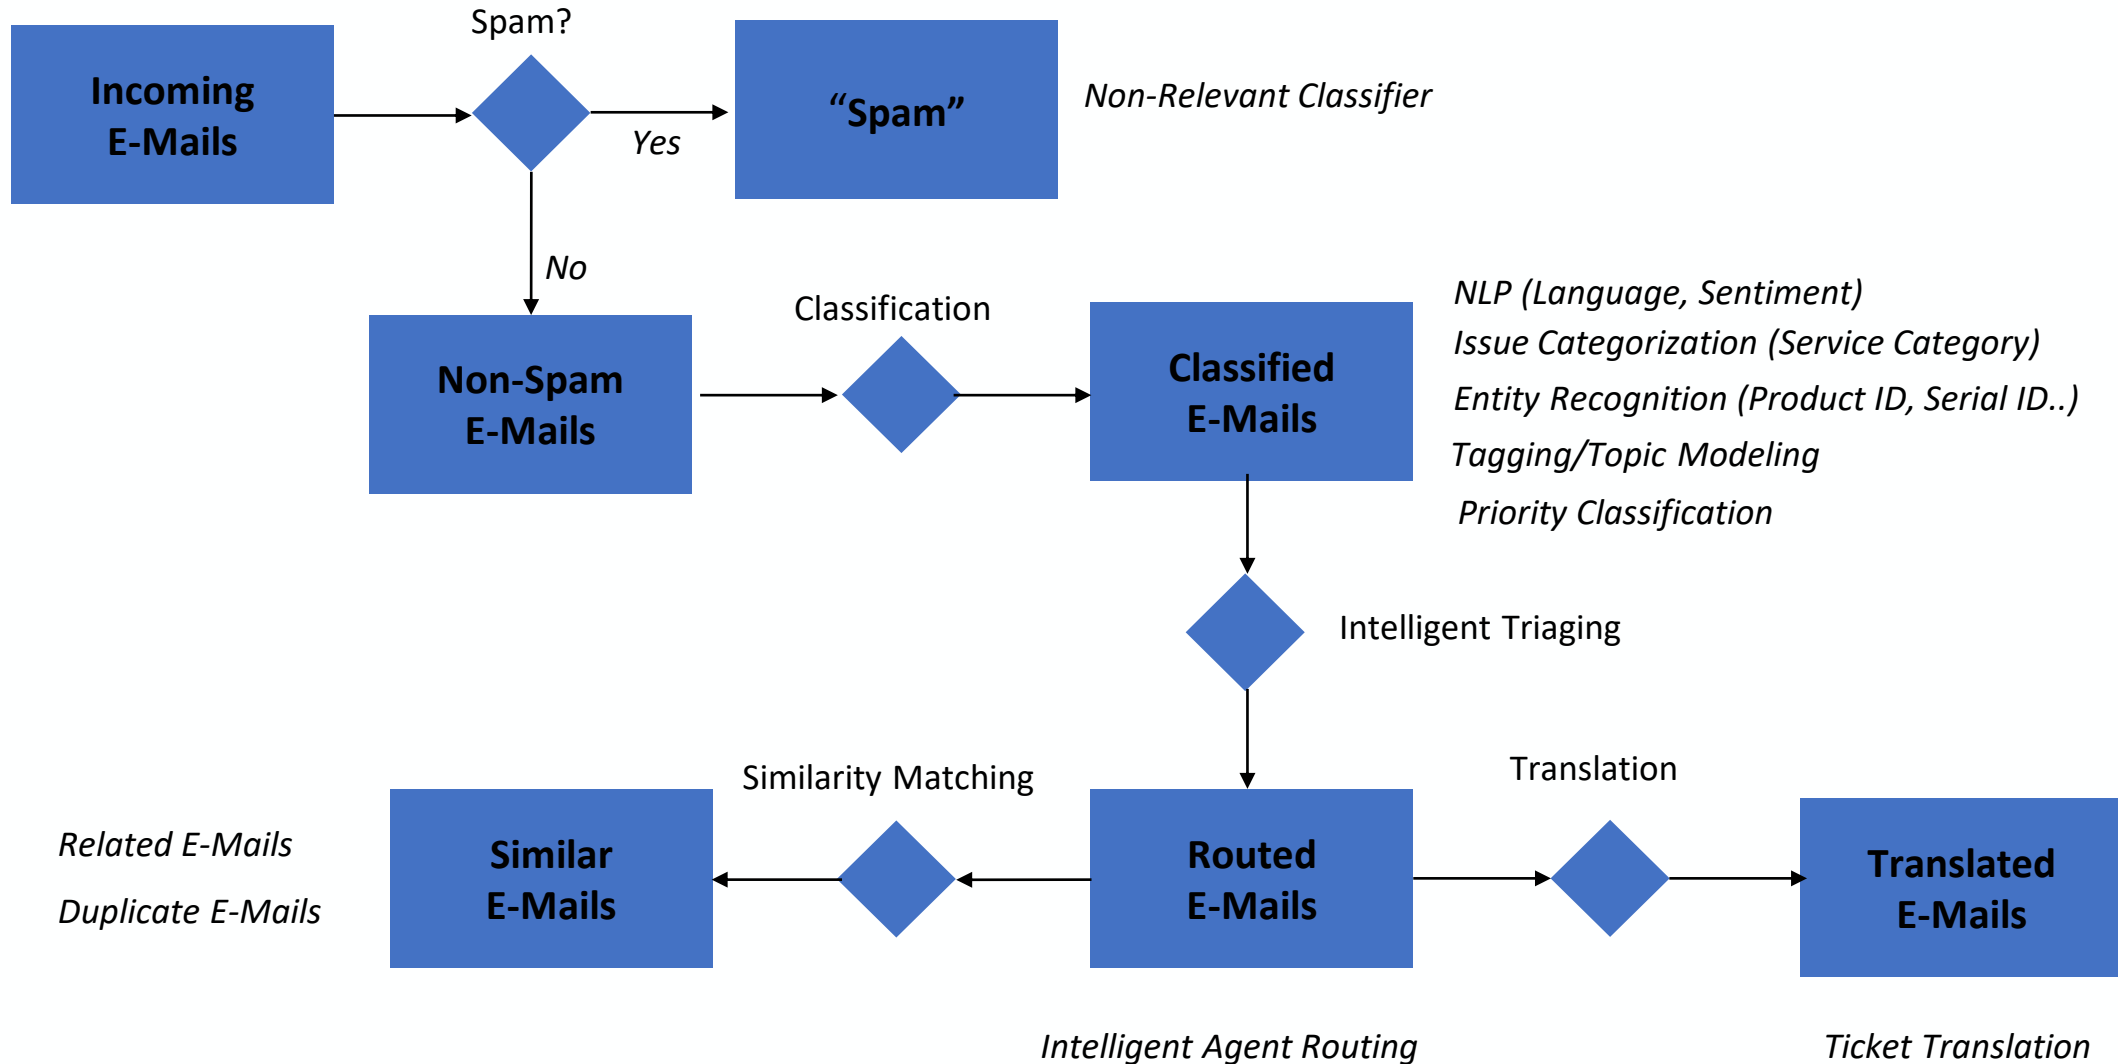 Spam?
Incoming
E-Mails
“Spam”
Non-Relevant Classifier
Yes
No
Classification
Non-Spam
E-Mails
Classified
E-Mails
NLP (Language, Sentiment)
Issue Categorization (Service Category)
Entity Recognition (Product ID, Serial ID..)
Tagging/Topic Modeling
Priority Classification
Intelligent Triaging
Similarity Matching
Translation
Related E-Mails
Duplicate E-Mails
Similar
E-Mails
Routed
E-Mails
Translated
E-Mails
Intelligent Agent Routing
Ticket Translation